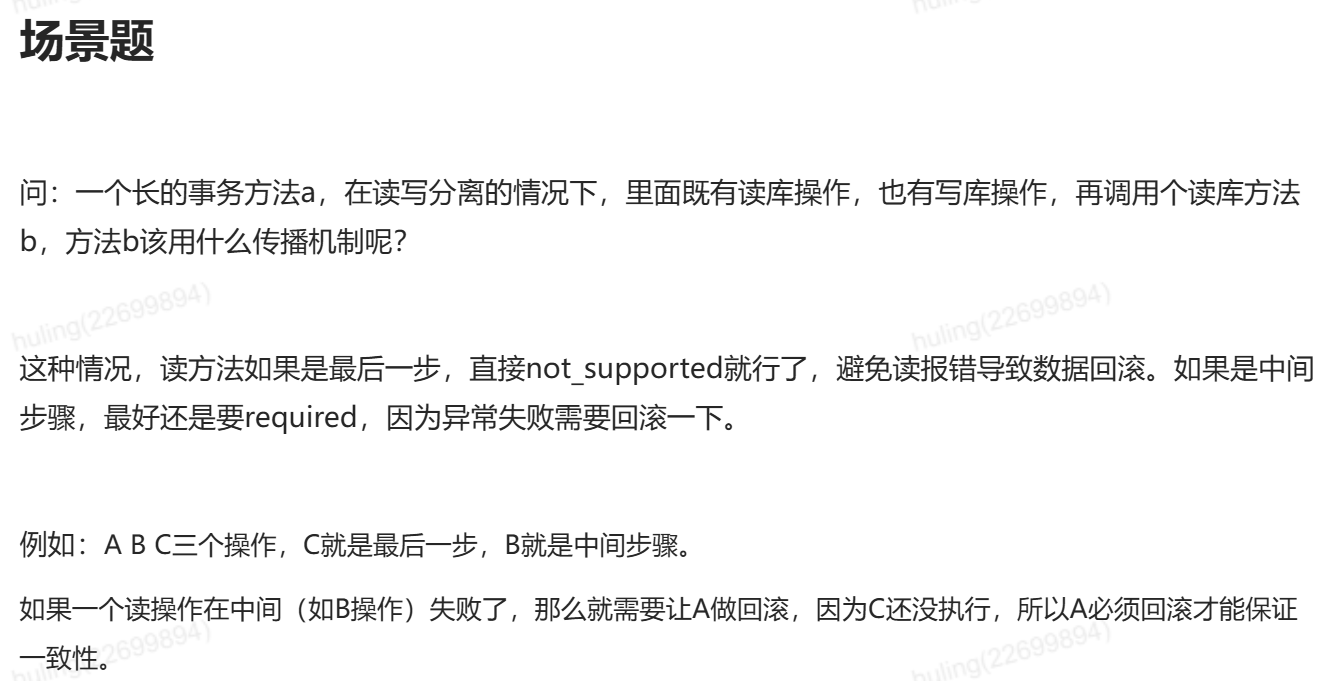 场景题
问：一个长的事务方法a，在读写分离的情况下，里面既有读库操作，也有写库操作，再调用个读库方法
b，方法b该用什么传播机制呢？
huling(22699894)
huling(22699894)
这种情况，读方法如果是最后一步，直接not_supported就行了，避免读报错导致数据回滚。如果是中间
步骤，最好还是要required，因为异常失败需要回滚一下。
例如：A B C三个操作，C就是最后一步，B就是中间步骤。
如果一个读操作在中间（如B操作）失败了，那么就需要让A做回滚，因为C还没执行，所以A必须回滚才能保证
一致性。
huling(22699894)
huling(22699894)